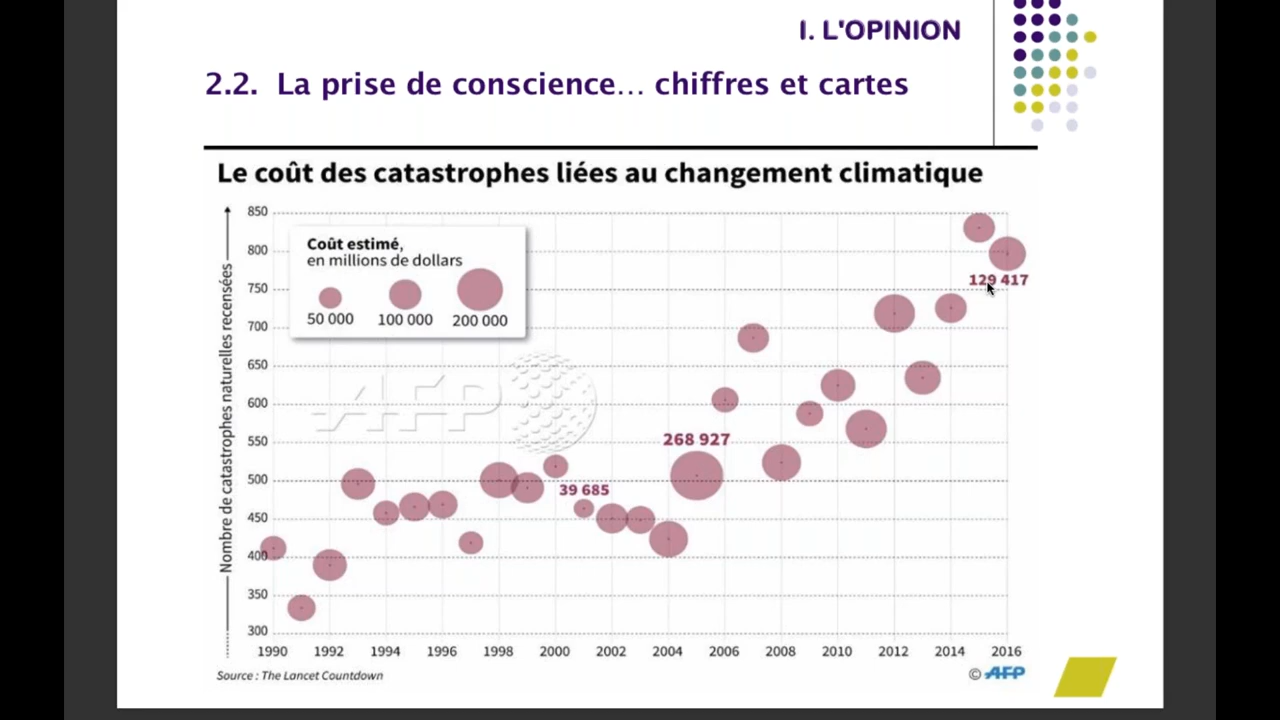 I. L'OPINION
2.2. La prise de conscience... chiffres et cartes
Le coût des catastrophes liées au changement climatique
Nombre de catastrophes naturelles recensées
850
800
750
700
650
600
550
500
450
400
350
300
Coût estimé,
en millions de dollars
50 000 100 000 200 000
AFP
129 417
268 927
39 685
1990 1992 1994 1996 1998 2000 2002 2004 2006 2008 2010 2012 2014 2016
Source : The Lancet Countdown
© AFP